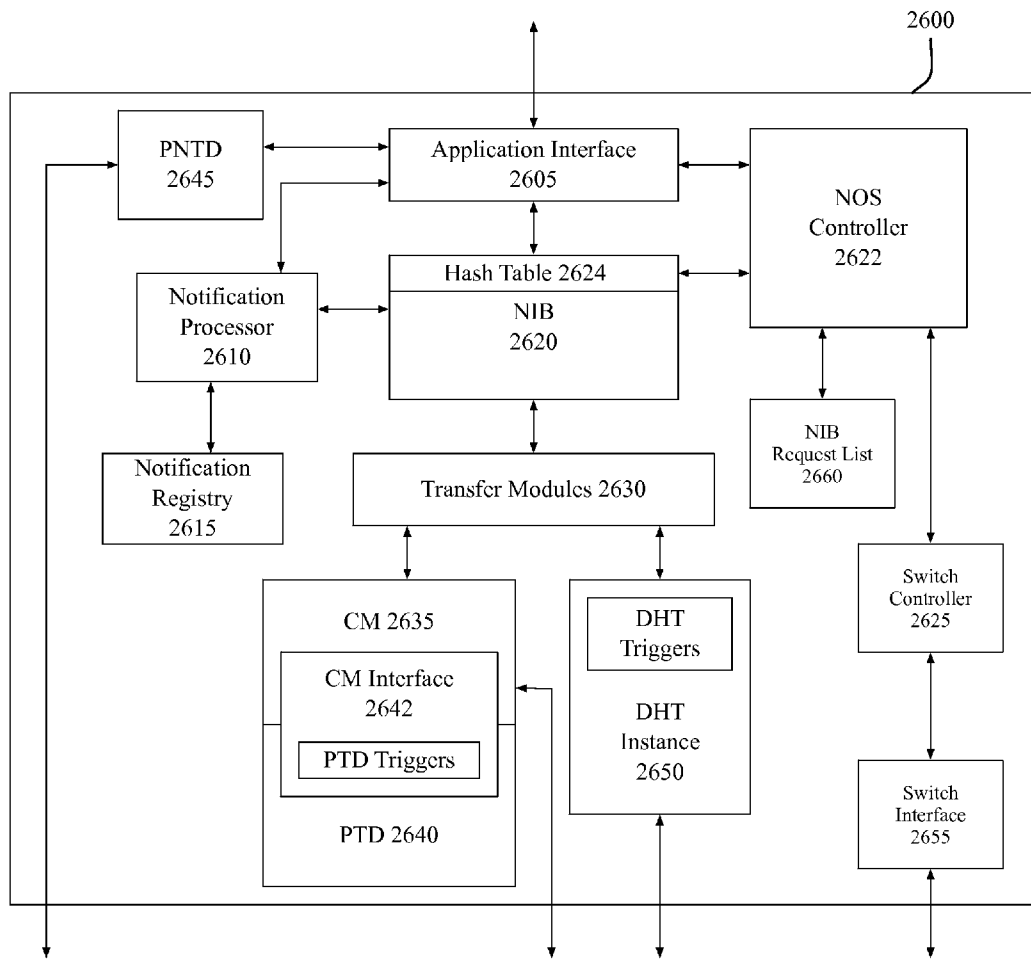 2600
PNTD
2645
Application Interface
2605
NOS
Controller
2622
Hash Table 2624
NIB
2620
Notification
Processor
2610
NIB
Request List
2660
Notification
Registry
2615
Transfer Modules 2630
CM 2635
CM Interface
2642
PTD Triggers
PTD 2640
DHT
Triggers
DHT
Instance
2650
Switch
Controller
2625
Switch
Interface
2655